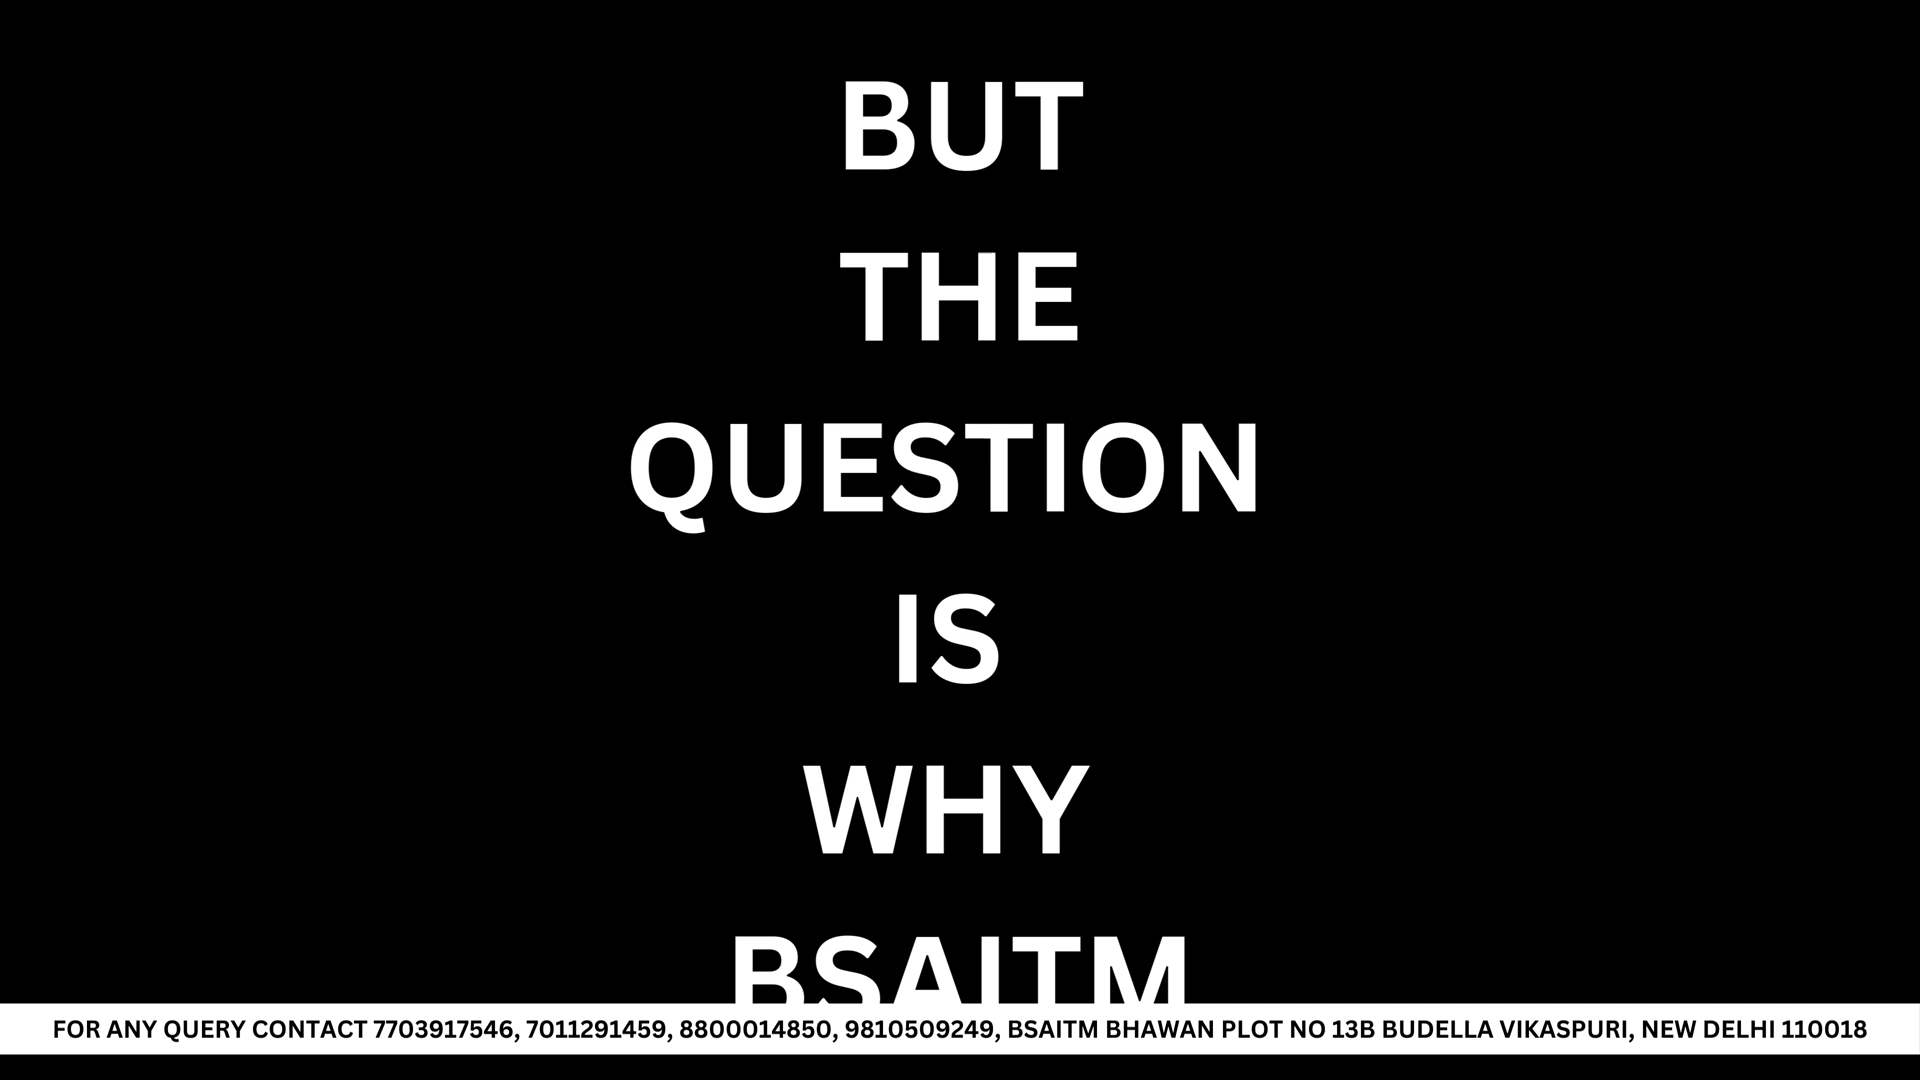 BUT
THE
QUESTION
IS
WHY
BSAITM
FOR ANY QUERY CONTACT 7703917546, 7011291459, 8800014850, 9810509249, BSAITM BHAWAN PLOT NO 13B BUDELLA VIKASPURI, NEW DELHI 110018